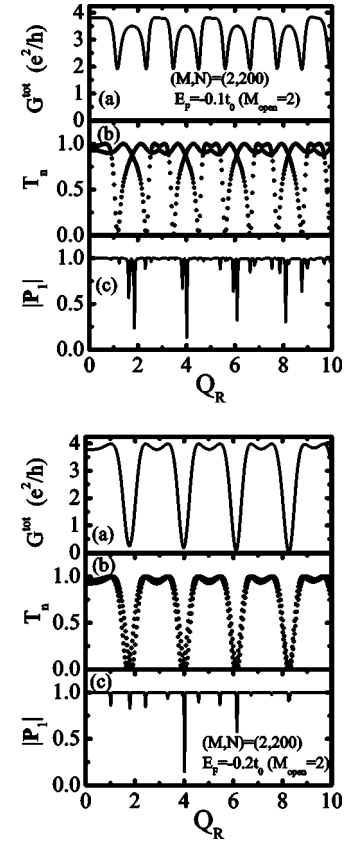 4
3
2
1
0
G^tot (e²/h)
(a)
(M,N)=(2,200)
E_F=-0.1t_0 (M_open=2)
1.0
0.5
0.0
T_n
(b)
1.0
0.5
0.0
|P_1|
(c)
0 2 4 6 8 10
Q_R
4
3
2
1
0
G^tot (e²/h)
(a)
1.0
0.5
0.0
T_n
(b)
1.0
0.5
0.0
|P_1|
(c)
(M,N)=(2,200)
E_F=-0.2t_0 (M_open=2)
0 2 4 6 8 10
Q_R